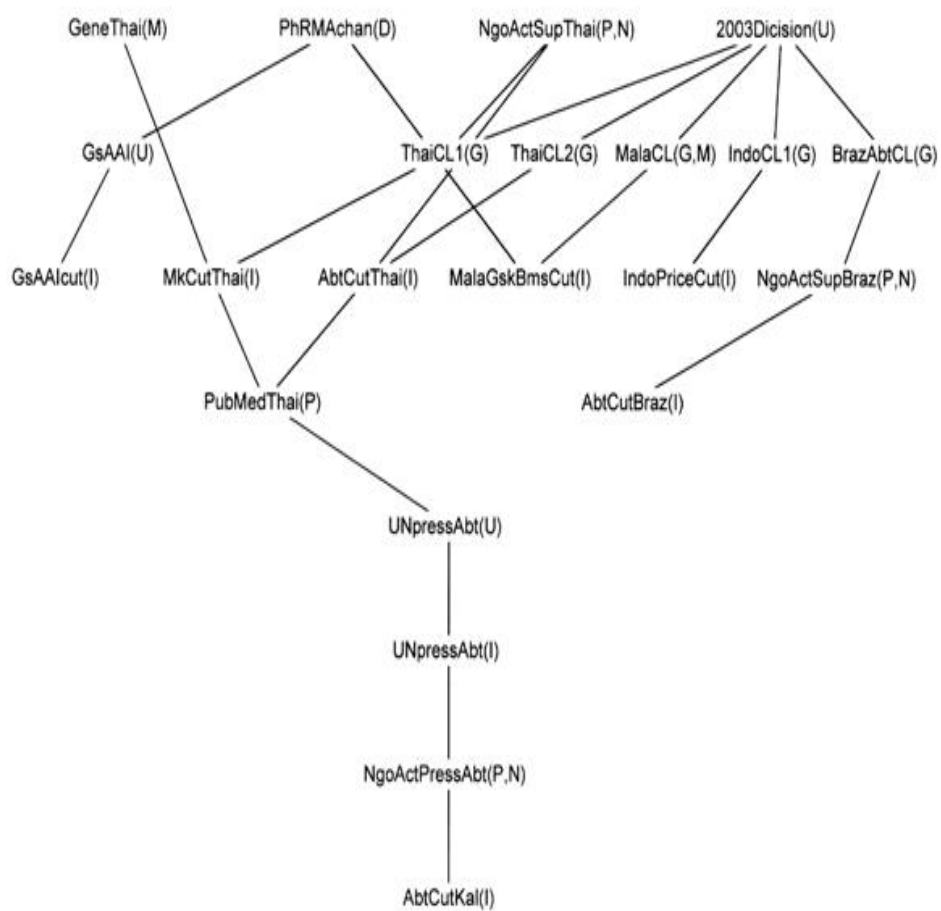 GeneThai(M) PhRMAchan(D) NgoActSupThai(P,N) 2003Dicision(U)
GsAAI(U) ThaiCL1(G) ThaiCL2(G) MalaCL(G,M) IndoCL1(G) BrazAbtCL(G)
GsAAIcut(I) MkCutThai(I) AbtCutThai(I) MalaGskBmsCut(I) IndoPriceCut(I) NgoActSupBraz(P,N)
PubMedThai(P) AbtCutBraz(I)
UNpressAbt(U)
UNpressAbt(I)
NgoActPressAbt(P,N)
AbtCutKal(I)